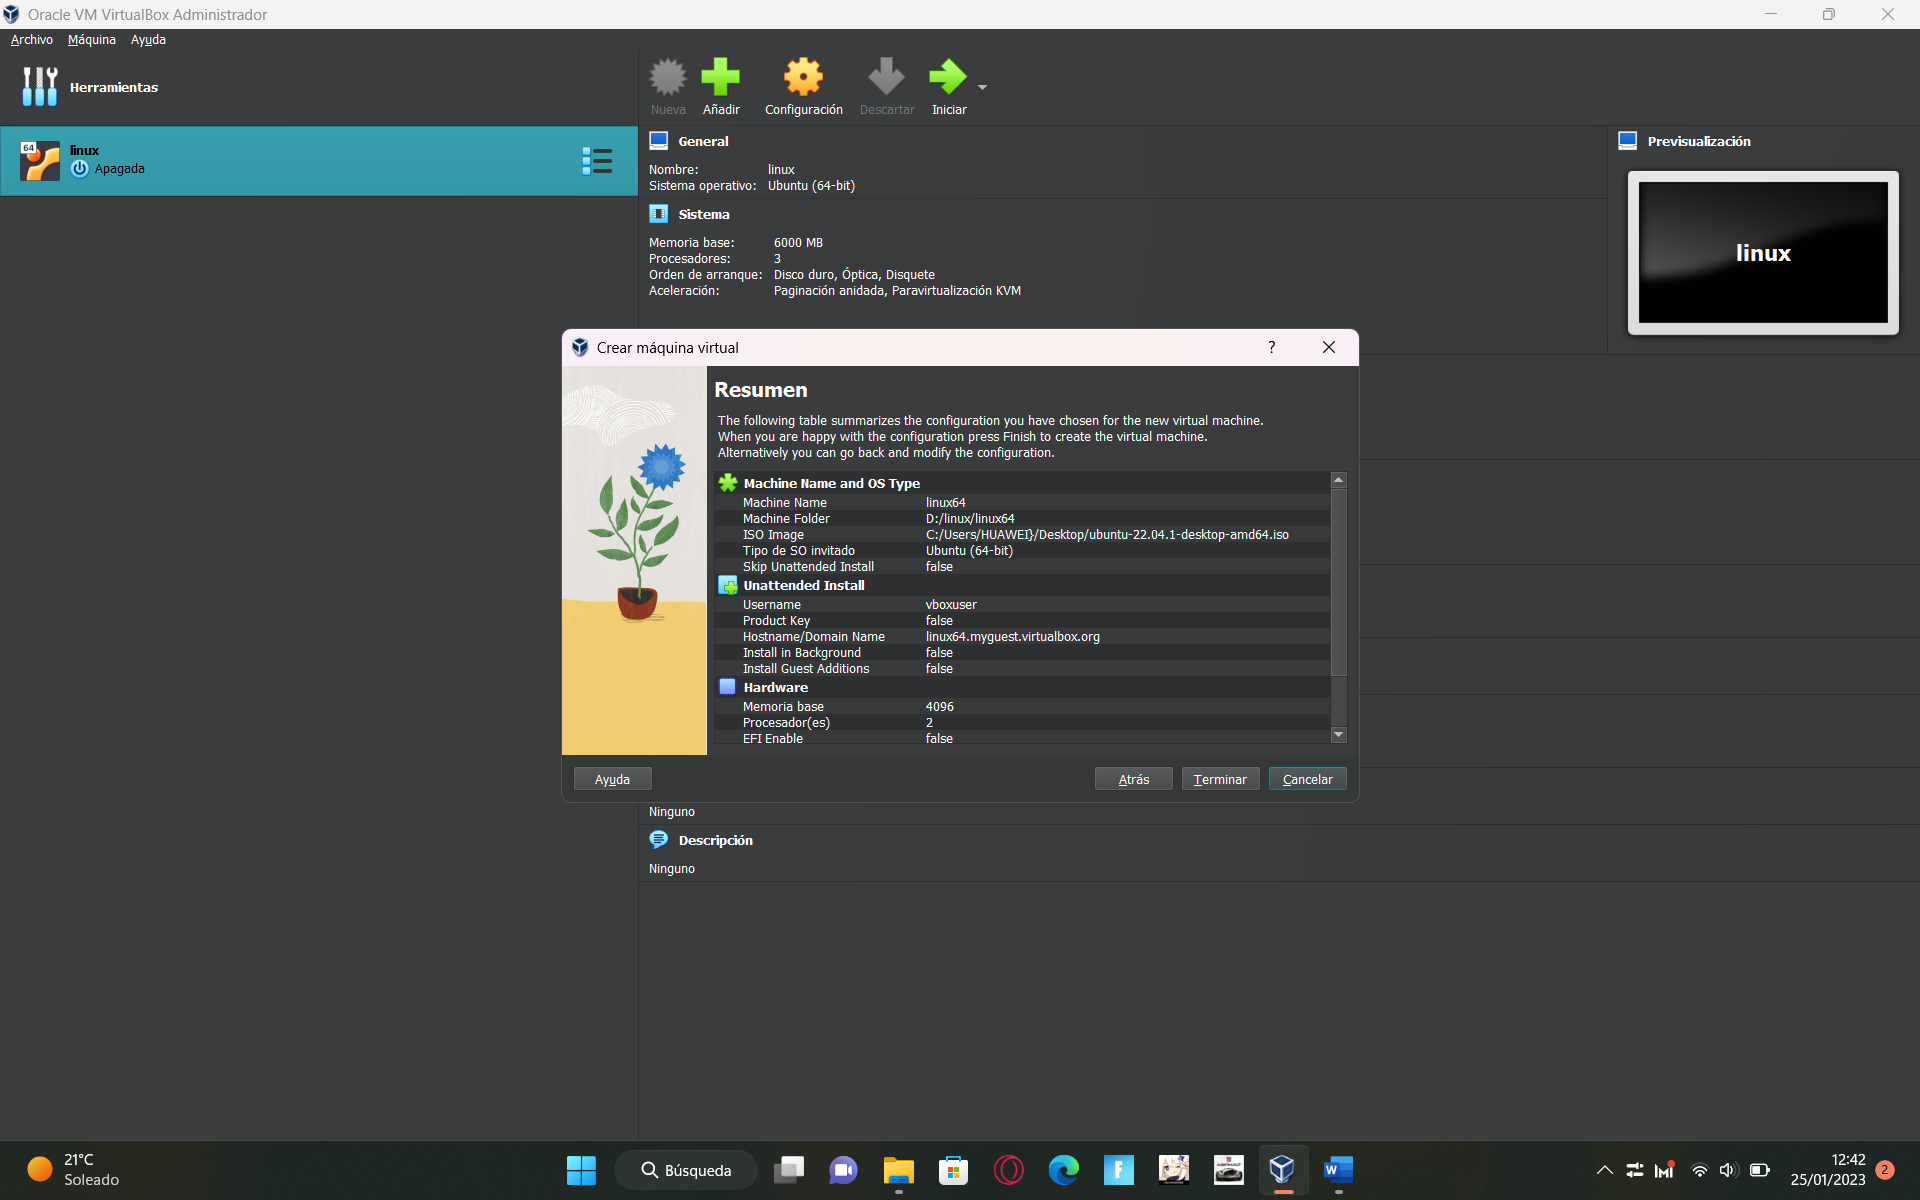 Oracle VM VirtualBox Administrador
Archivo Máquina Ayuda
Herramientas
Nueva Añadir Configuración Descartar Iniciar
64
linux
Apagada
General
Nombre: linux
Sistema operativo: Ubuntu (64-bit)
Sistema
Memoria base: 6000 MB
Procesadores: 3
Orden de arranque: Disco duro, Óptica, Disquete
Aceleración: Paginación anidada, Paravirtualización KVM
Previsualización
linux
Crear máquina virtual ?
Resumen
The following table summarizes the configuration you have chosen for the new virtual machine.
When you are happy with the configuration press Finish to create the virtual machine.
Alternatively you can go back and modify the configuration.
Machine Name and OS Type
Machine Name linux64
Machine Folder D:/linux/linux64
ISO Image C:/Users/HUAWEI}/Desktop/ubuntu-22.04.1-desktop-amd64.iso
Tipo de SO invitado Ubuntu (64-bit)
Skip Unattended Install false
Unattended Install
Username vboxuser
Product Key false
Hostname/Domain Name linux64.myguest.virtualbox.org
Install in Background false
Install Guest Additions false
Hardware
Memoria base 4096
Procesador(es) 2
EFI Enable false
Ayuda Atrás Terminar Cancelar
Ninguno
Descripción
Ninguno
21°C
Soleado
Búsqueda
12:42
25/01/2023
2